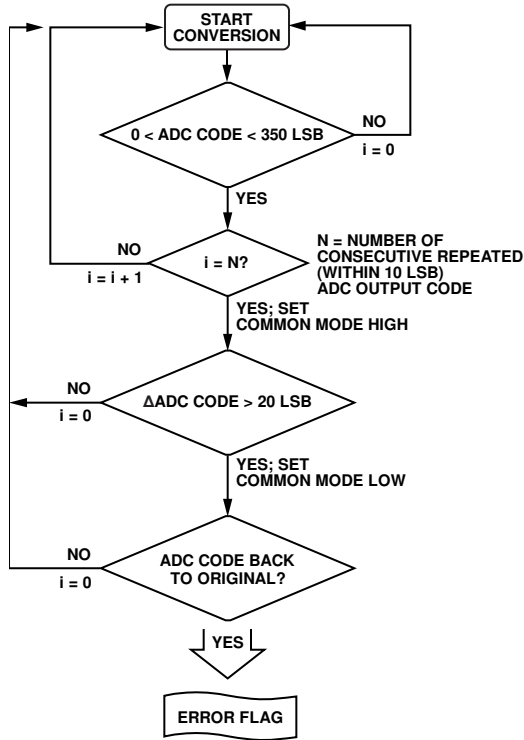 START
CONVERSION
0 < ADC CODE < 350 LSB
NO
i = 0
YES
i = N?
NO
i = i + 1
N = NUMBER OF
CONSECUTIVE REPEATED
(WITHIN 10 LSB)
ADC OUTPUT CODE
YES; SET
COMMON MODE HIGH
ΔADC CODE > 20 LSB
NO
i = 0
YES; SET
COMMON MODE LOW
ADC CODE BACK
TO ORIGINAL?
NO
i = 0
YES
ERROR FLAG